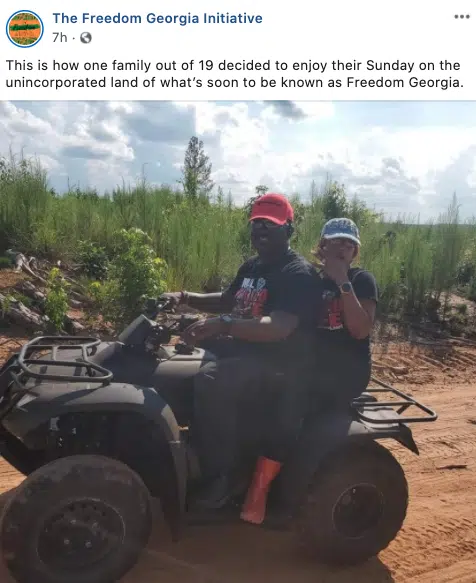 The Freedom Georgia Initiative
7h ·
This is how one family out of 19 decided to enjoy their Sunday on the
unincorporated land of what's soon to be known as Freedom Georgia.